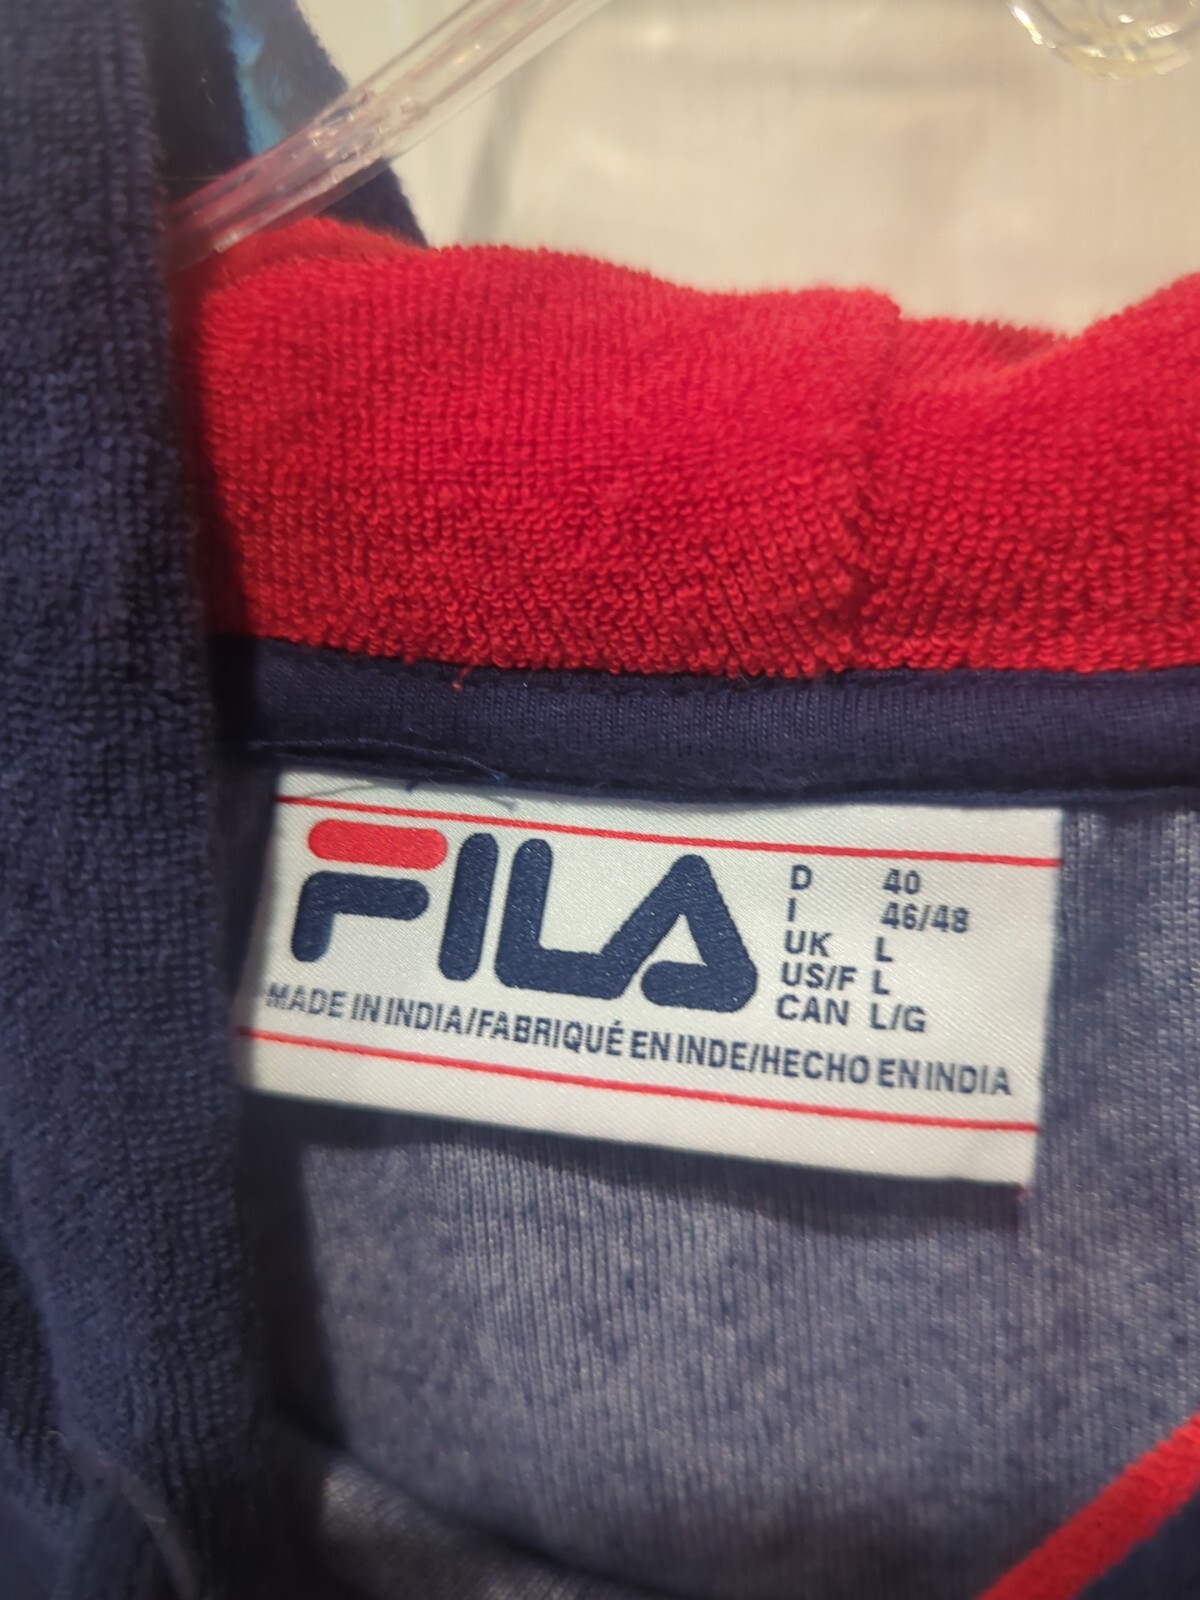 FILA
D 40
I 46/48
UK L
US/F L
CAN L/G
MADE IN INDIA/FABRIQUÉ EN INDE/HECHO EN INDIA